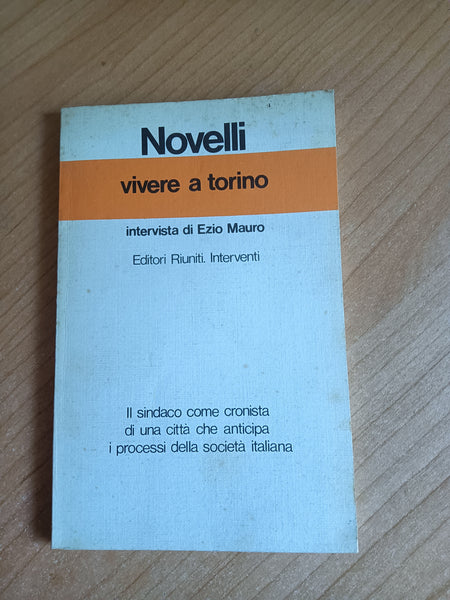 Novelli
vivere a torino
intervista di Ezio Mauro
Editori Riuniti. Interventi
Il sindaco come cronista
di una città che anticipa
i processi della società italiana